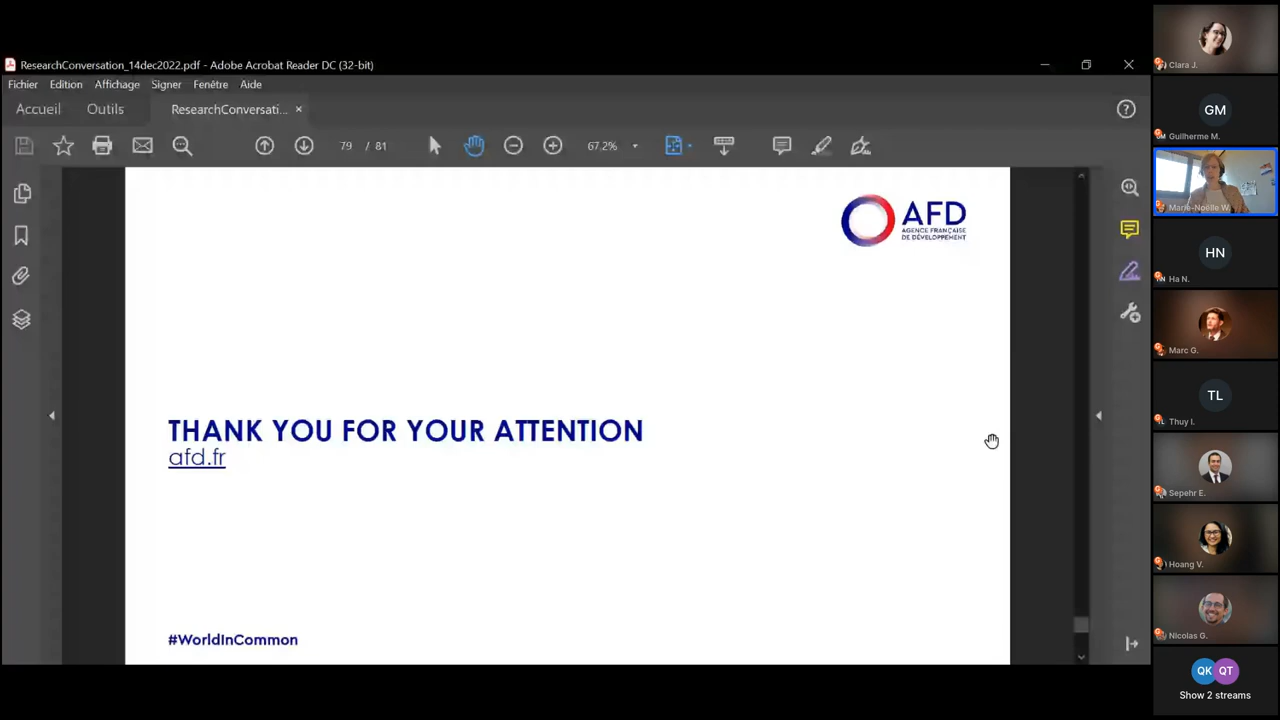 ResearchConversation_14dec2022.pdf - Adobe Acrobat Reader DC (32-bit)
Fichier Edition Affichage Signer Fenêtre Aide
Accueil Outils ResearchConversati... ×
79 / 81 67.2%
AFD
AGENCE FRANÇAISE
DE DÉVELOPPEMENT
THANK YOU FOR YOUR ATTENTION
afd.fr
#WorldInCommon
Clara J.
GM
Guilherme M.
Marie-Noëlle W.
HN
Ha N.
Marc G.
TL
Thuy l.
Sepehr E.
Hoang V.
Nicolas G.
QK QT
Show 2 streams